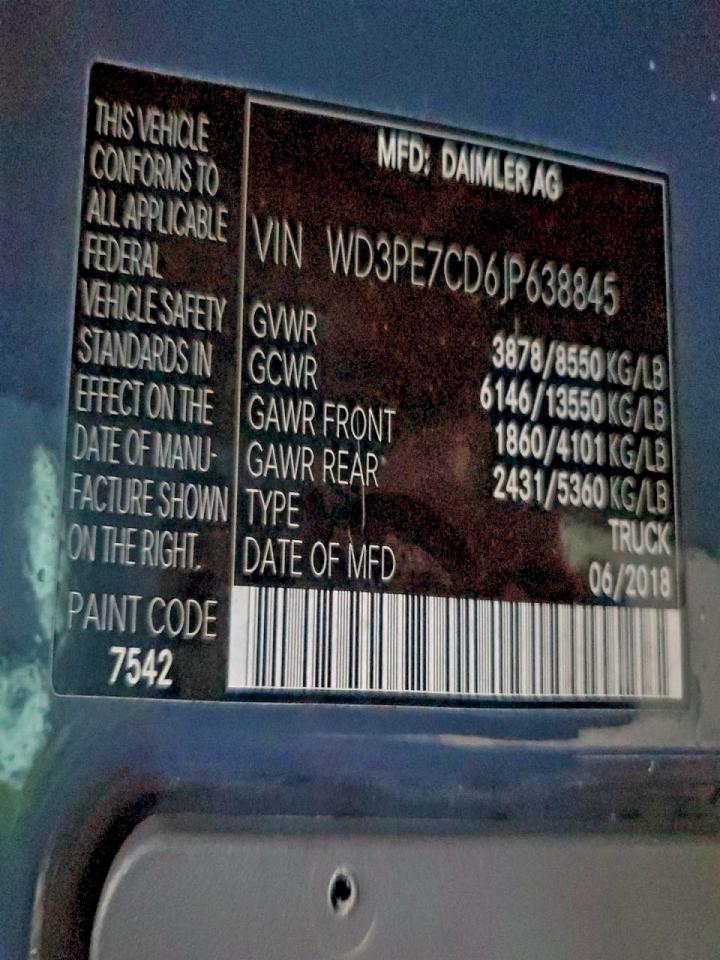 THIS VEHICLE
CONFORMS TO
ALL APPLICABLE
FEDERAL
VEHICLE SAFETY
STANDARDS IN
EFFECT ON THE
DATE OF MANU-
FACTURE SHOWN
ON THE RIGHT.
PAINT CODE
7542
MFD: DAIMLER AG
VIN WD3PE7CD6JP638845
GVWR 3878/8550 KG/LB
GCWR 6146/13550 KG/LB
GAWR FRONT 1860/4101 KG/LB
GAWR REAR 2431/5360 KG/LB
TYPE TRUCK
DATE OF MFD 06/2018